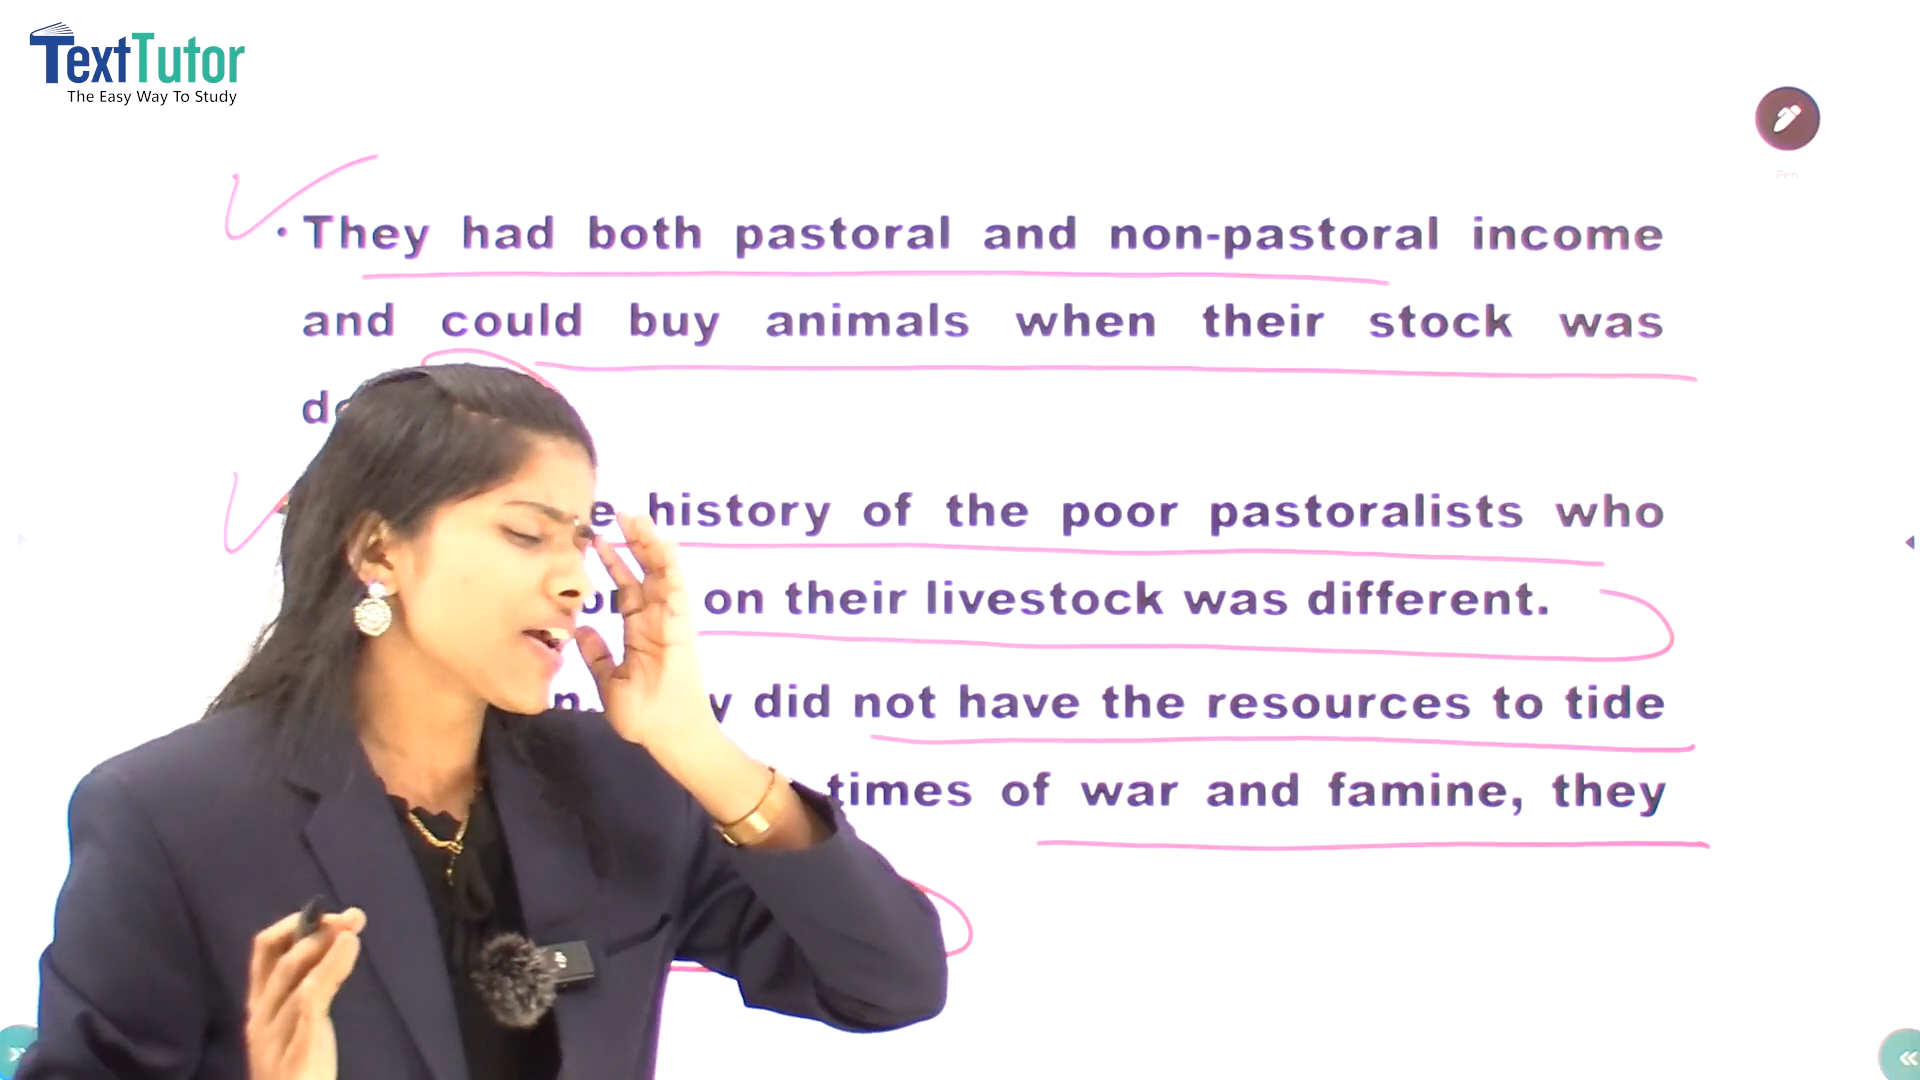 TextTutor
The Easy Way To Study
Pen
• They had both pastoral and non-pastoral income
and could buy animals when their stock was
history of the poor pastoralists who
on their livestock was different.
did not have the resources to tide
times of war and famine, they